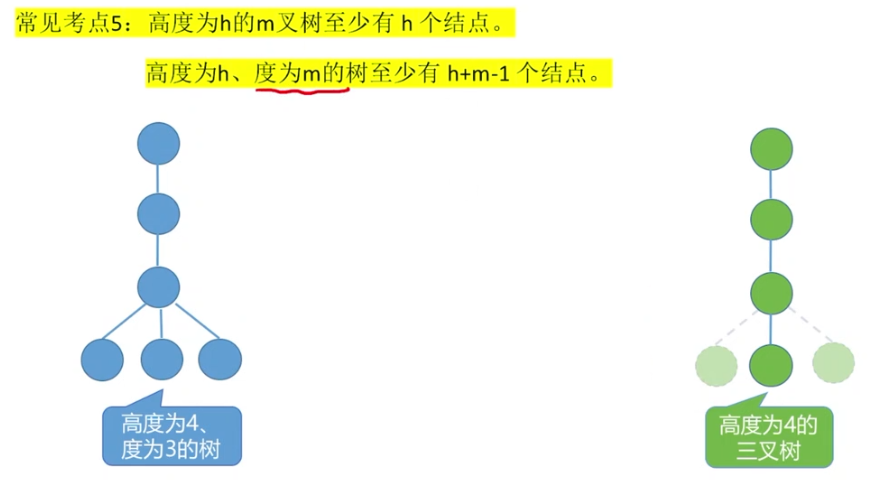 常见考点5：高度为h的m叉树至少有 h 个结点。
高度为h、度为m的树至少有 h+m-1 个结点。
高度为4、
度为3的树
高度为4的
三叉树